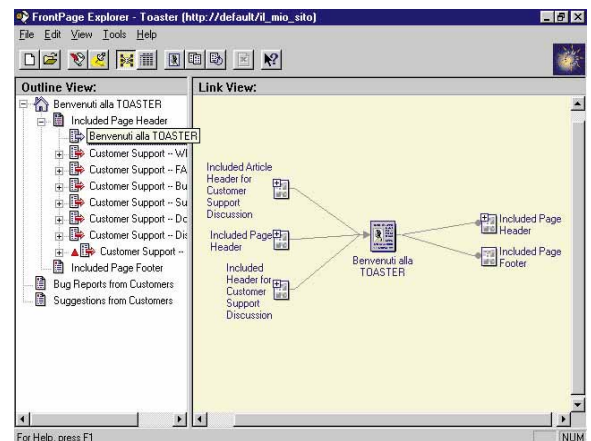 FrontPage Explorer - Toaster (http://default/il_mio_sito)
File Edit View Tools Help
Outline View:
Benvenuti alla TOASTER
Included Page Header
Benvenuti alla TOASTER
Customer Support -- WI
Customer Support -- FA
Customer Support -- Bu
Customer Support -- Su
Customer Support -- Do
Customer Support -- Dis
Customer Support --
Included Page Footer
Bug Reports from Customers
Suggestions from Customers
Link View:
Included Article
Header for
Customer
Support
Discussion
Included Page
Header
Included
Header for
Customer
Support
Discussion
Benvenuti alla
TOASTER
Included Page
Header
Included Page
Footer
For Help, press F1
NUM